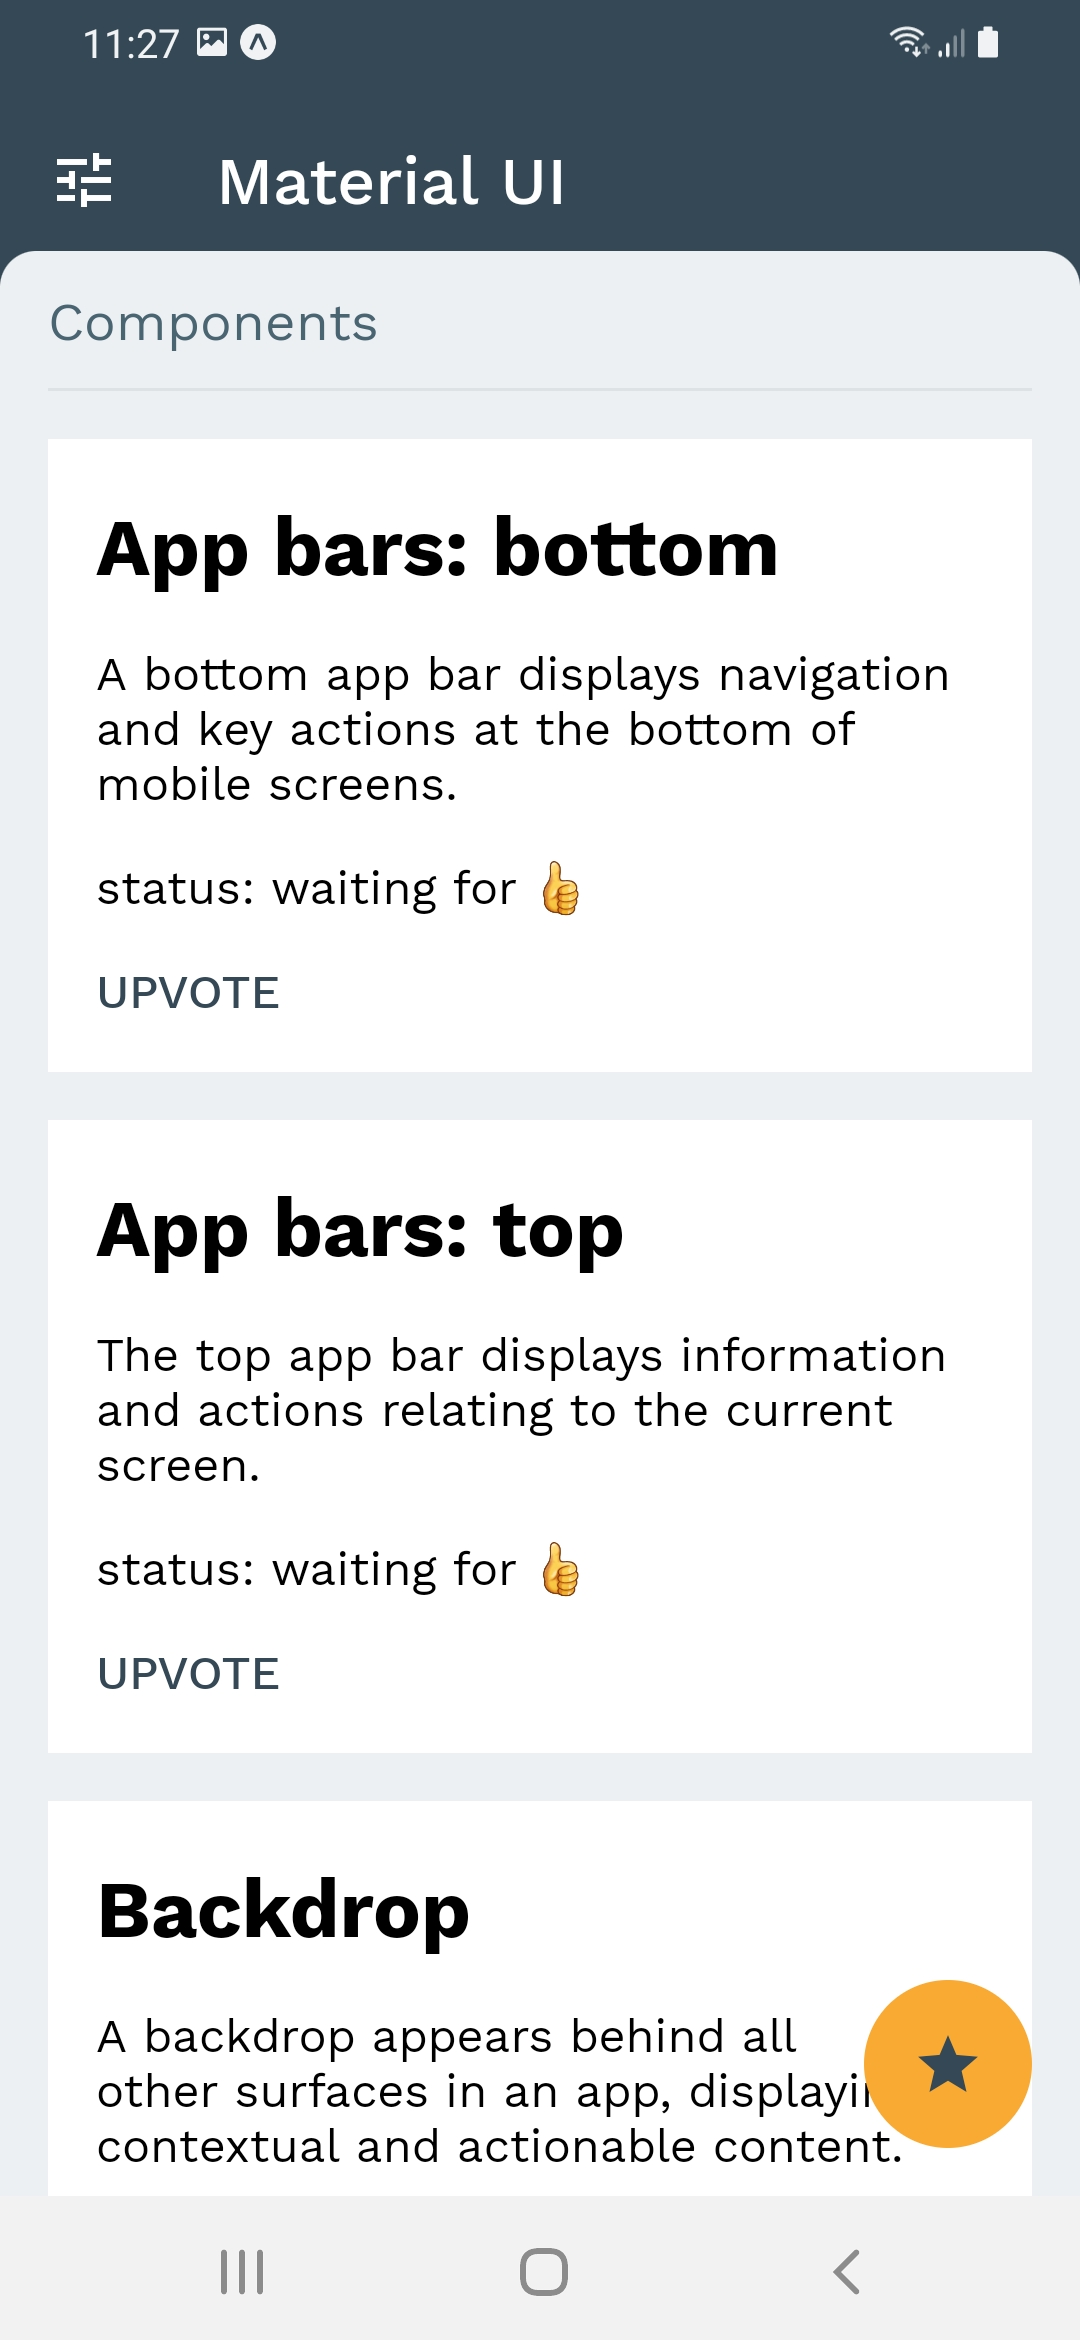 11:27
Material UI
Components
App bars: bottom
A bottom app bar displays navigation
and key actions at the bottom of
mobile screens.
status: waiting for 👍
UPVOTE
App bars: top
The top app bar displays information
and actions relating to the current
screen.
status: waiting for 👍
UPVOTE
Backdrop
A backdrop appears behind all
other surfaces in an app,
contextual and actionable content.